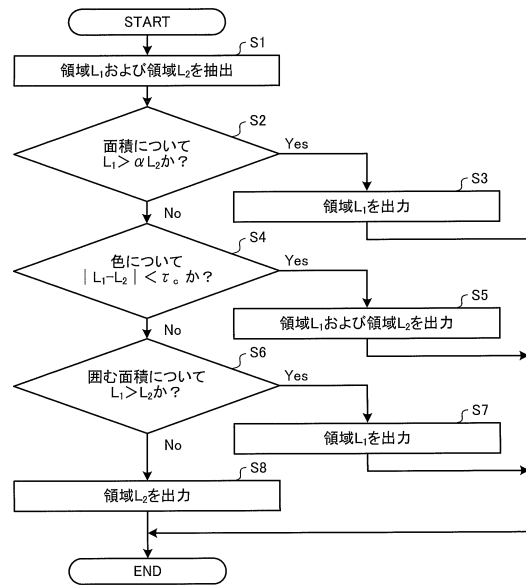 START
S1
領域L₁および領域L₂を抽出
S2
面積について
L₁>αL₂か?
Yes
S3
領域L₁を出力
No
S4
色について
|L₁-L₂|<τcか?
Yes
S5
領域L₁および領域L₂を出力
No
S6
囲む面積について
L₁>L₂か?
Yes
S7
領域L₁を出力
No
S8
領域L₂を出力
END